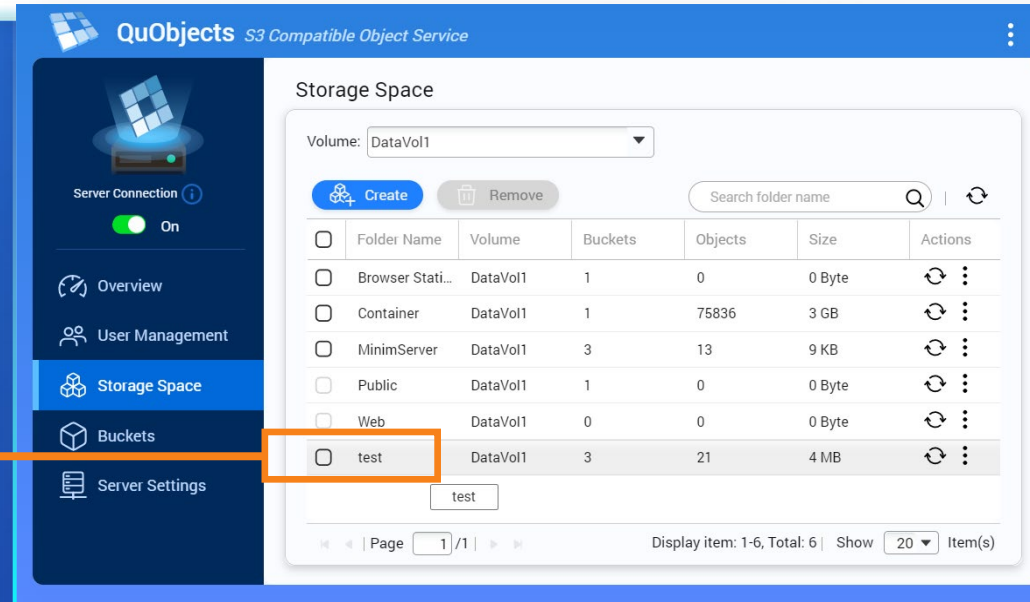 QuObjects S3 Compatible Object Service
Server Connection
On
Overview
User Management
Storage Space
Buckets
Server Settings
Storage Space
Volume: DataVol1
Create Remove Search folder name
Folder Name Volume Buckets Objects Size Actions
Browser Stati... DataVol1 1 0 0 Byte
Container DataVol1 1 75836 3 GB
MinimServer DataVol1 3 13 9 KB
Public DataVol1 1 0 0 Byte
Web DataVol1 0 0 0 Byte
test DataVol1 3 21 4 MB
test
Page 1 /1 Display item: 1-6, Total: 6 Show 20 Item(s)